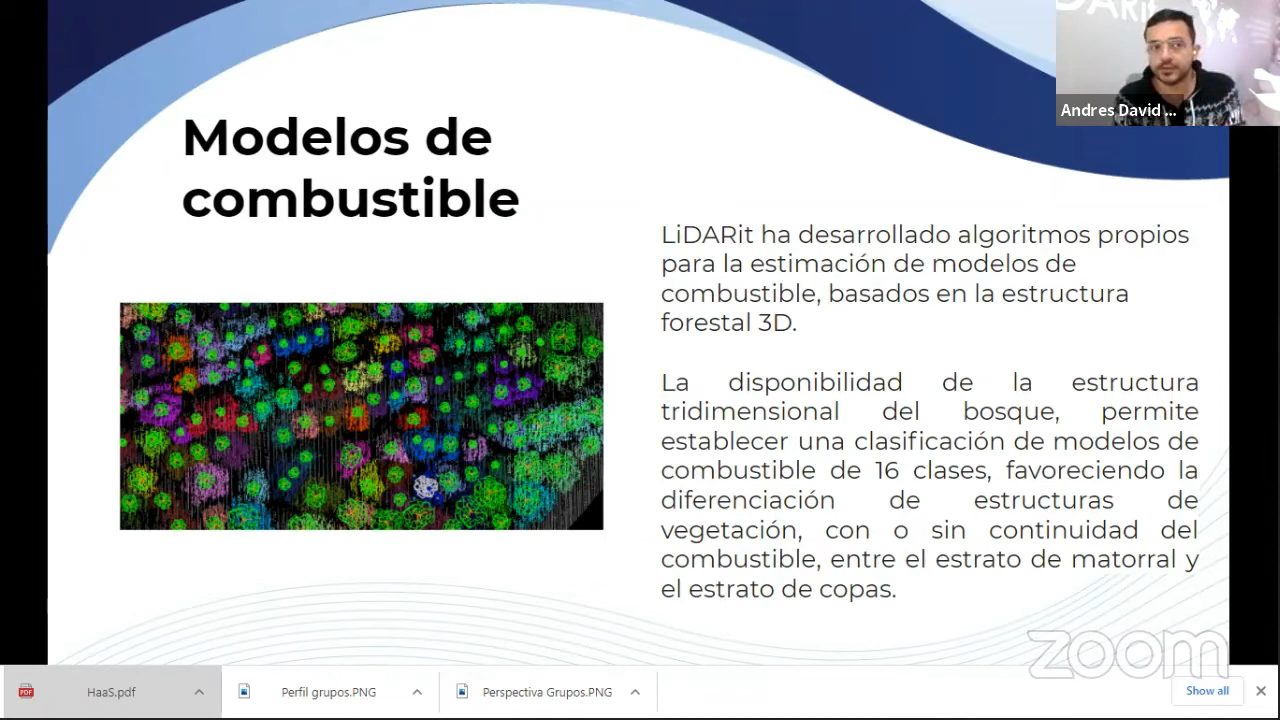 Modelos de
combustible
LiDARit ha desarrollado algoritmos propios
para la estimación de modelos de
combustible, basados en la estructura
forestal 3D.
La disponibilidad de la estructura
tridimensional del bosque, permite
establecer una clasificación de modelos de
combustible de 16 clases, favoreciendo la
diferenciación de estructuras de
vegetación, con o sin continuidad del
combustible, entre el estrato de matorral y
el estrato de copas.
Andres David ...
zoom
PDF
HaaS.pdf
Perfil grupos.PNG
Perspectiva Grupos.PNG
Show all